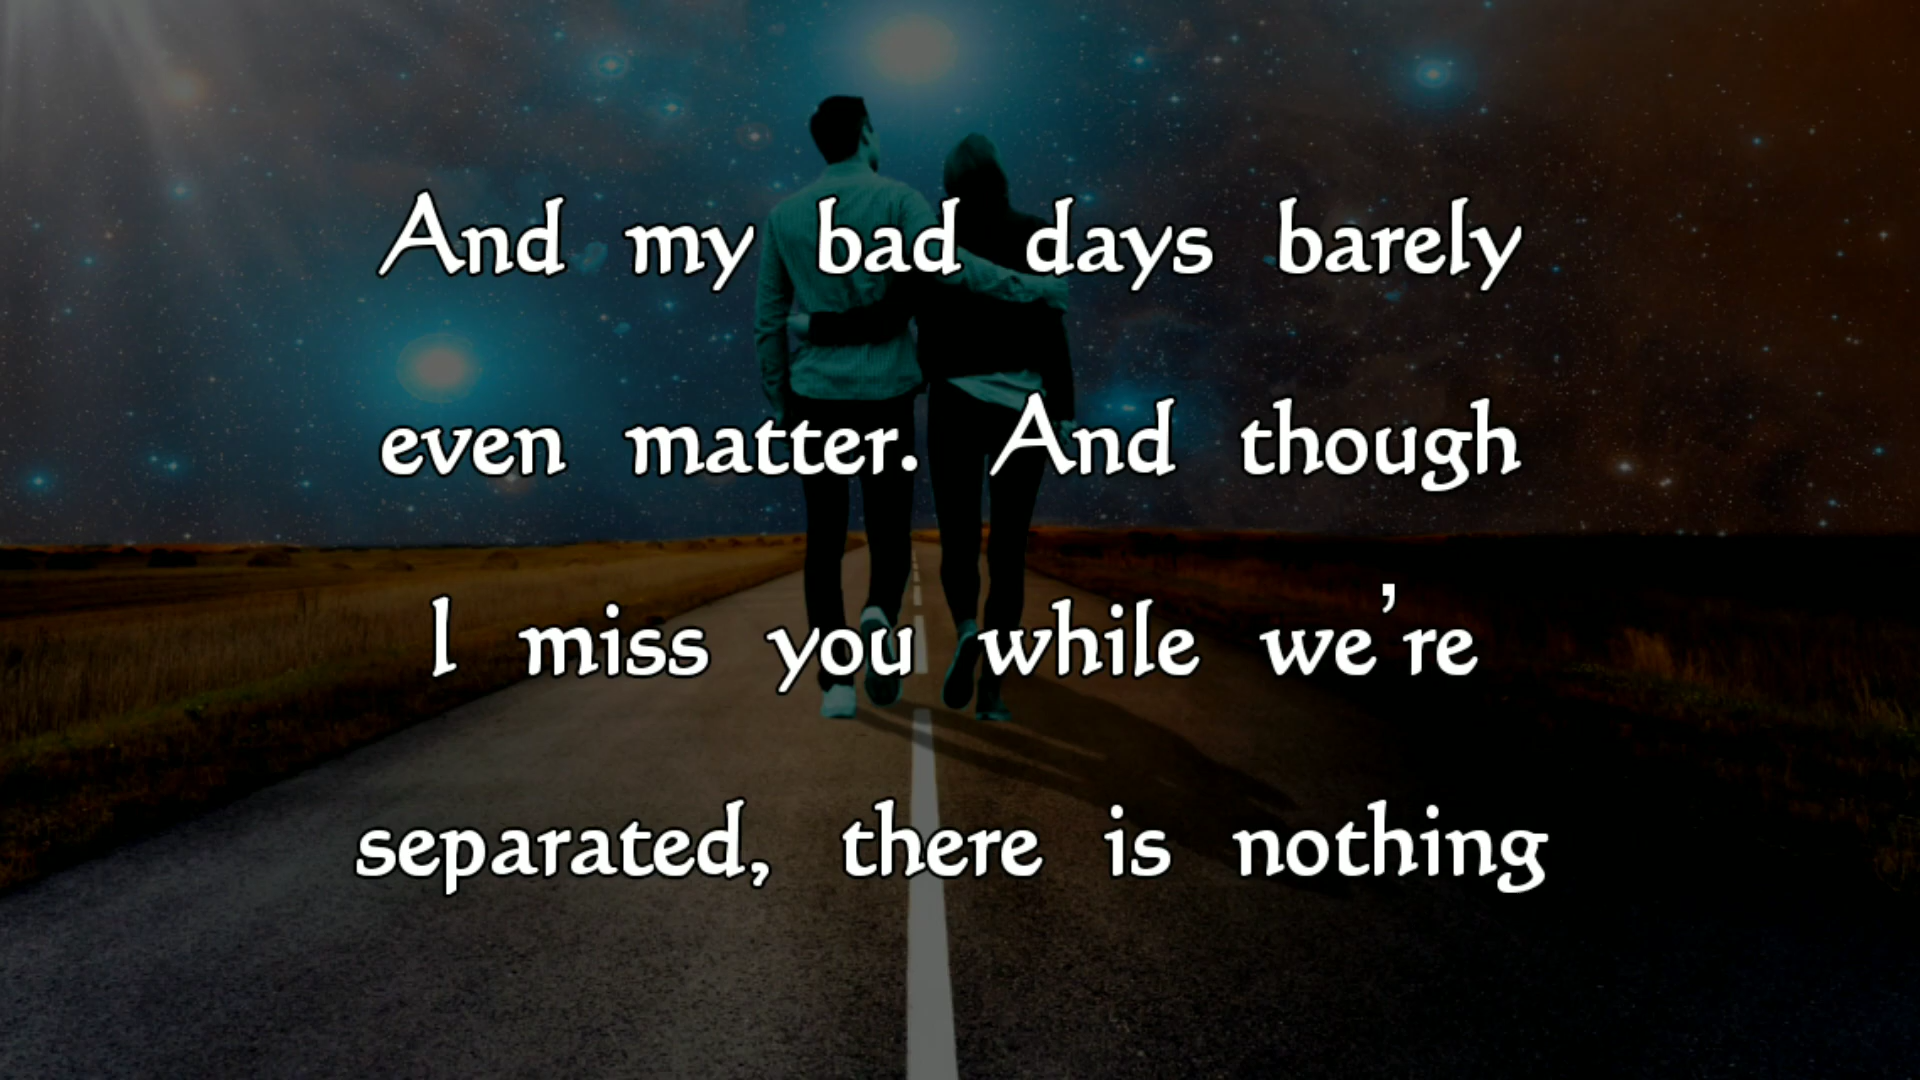 And my bad days barely
even matter. And though
I miss you while we're
separated, there is nothing